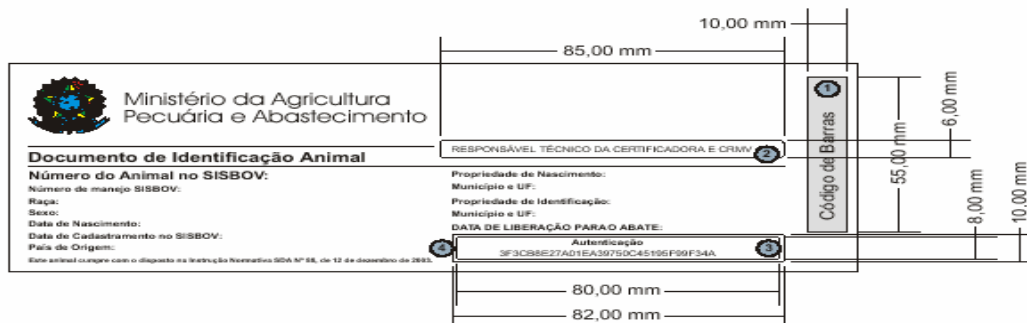 10,00 mm
85,00 mm
Ministério da Agricultura
Pecuária e Abastecimento
1
Código de Barras
55,00 mm
6,00 mm
8,00 mm
10,00 mm
Documento de Identificação Animal
Número do Animal no SISBOV:
Número de manejo SISBOV:
Raça:
Sexo:
Data de Nascimento:
Data de Cadastramento no SISBOV:
País de Origem:
Este animal cumpre com o disposto na Instrução Normativa SDA Nº 88, de 12 de dezembro de 2003.
RESPONSÁVEL TÉCNICO DA CERTIFICADORA E CRMV
2
Propriedade de Nascimento:
Município e UF:
Propriedade de Identificação:
Município e UF:
DATA DE LIBERAÇÃO PARA O ABATE:
4
Autenticação
3
3F3CB8E27AD1EA39750C45195F99F34A
80,00 mm
82,00 mm